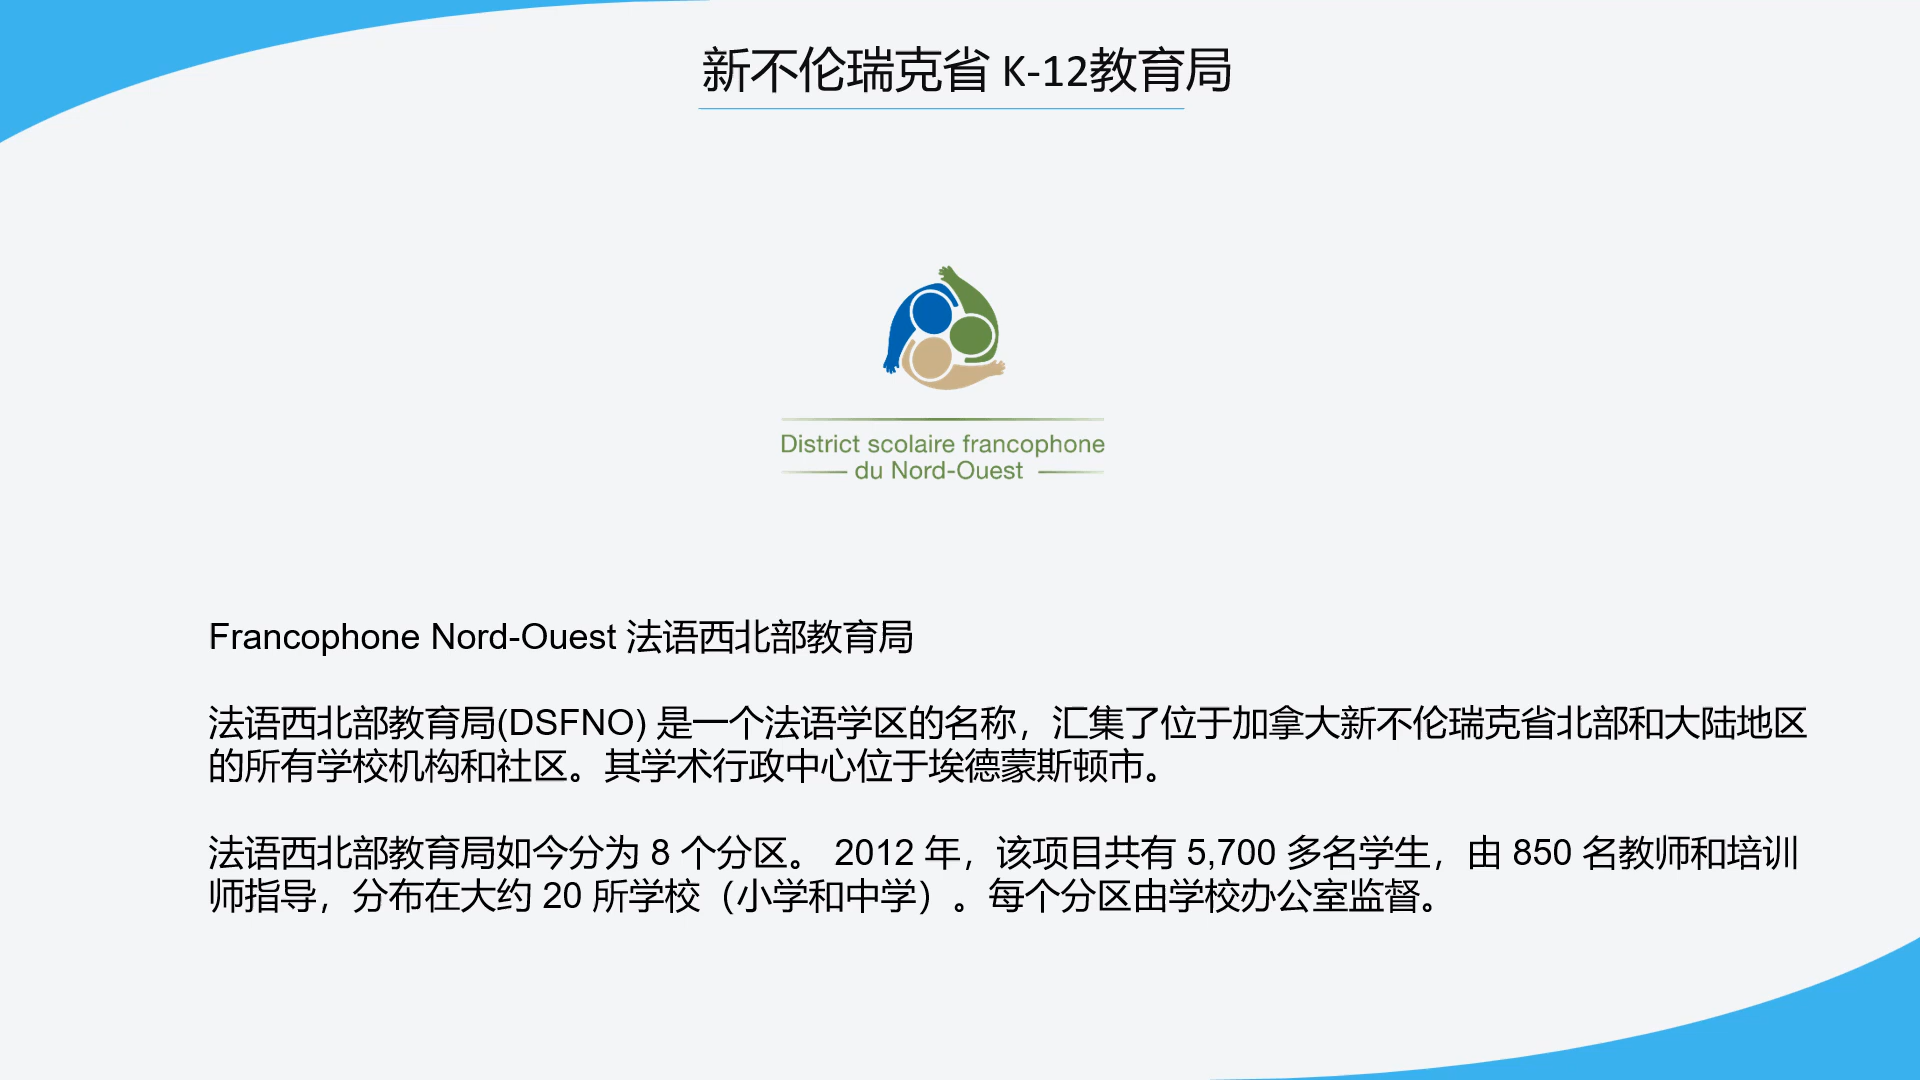 新不伦瑞克省 K-12教育局
District scolaire francophone
du Nord-Ouest
Francophone Nord-Ouest 法语西北部教育局
法语西北部教育局(DSFNO) 是一个法语学区的名称，汇集了位于加拿大新不伦瑞克省北部和大陆地区
的所有学校机构和社区。其学术行政中心位于埃德蒙斯顿市。
法语西北部教育局如今分为 8 个分区。 2012 年，该项目共有 5,700 多名学生，由 850 名教师和培训
师指导，分布在大约 20 所学校（小学和中学）。每个分区由学校办公室监督。